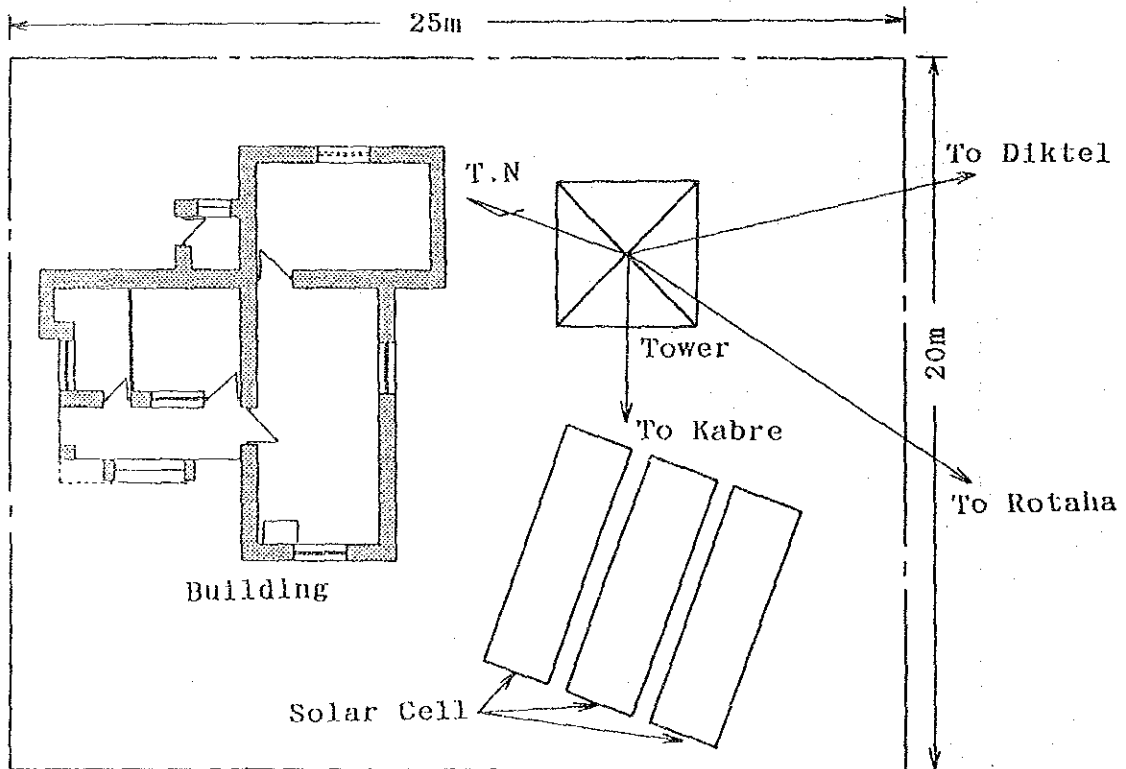 25m
To Diktel
T.N
Tower
20m
To Kabre
To Rotaha
Building
Solar Cell